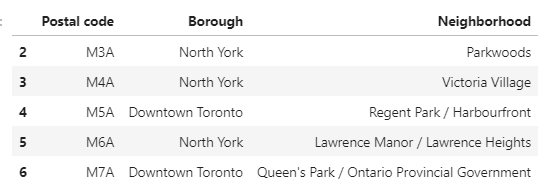 Postal code Borough Neighborhood
2 M3A North York Parkwoods
3 M4A North York Victoria Village
4 M5A Downtown Toronto Regent Park / Harbourfront
5 M6A North York Lawrence Manor / Lawrence Heights
6 M7A Downtown Toronto Queen's Park / Ontario Provincial Government